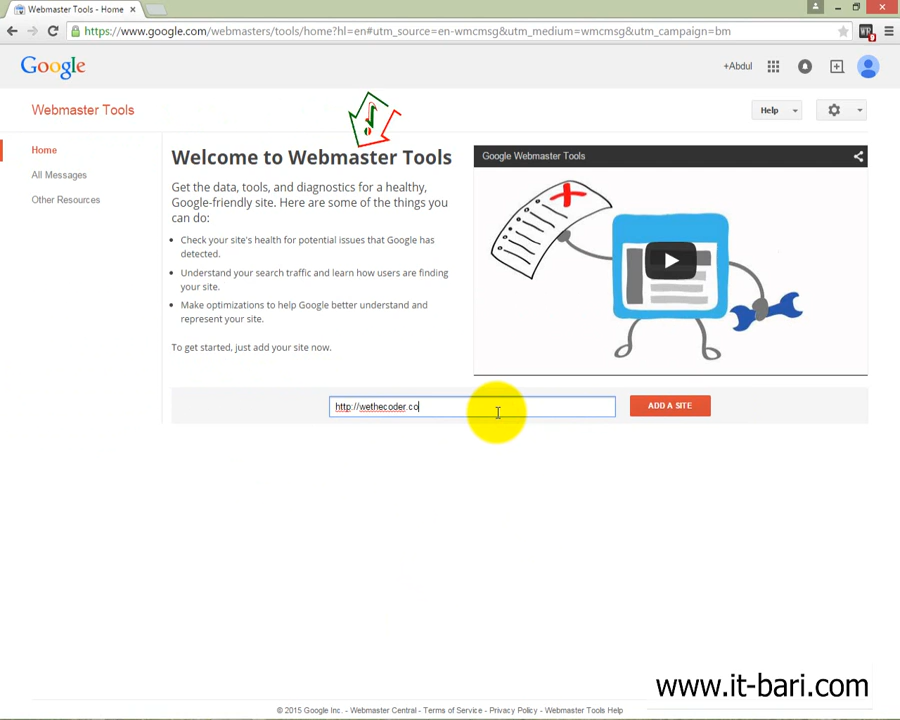 Webmaster Tools - Home
https://www.google.com/webmasters/tools/home?hl=en#utm_source=en-wmcmsg&utm_medium=wmcmsg&utm_campaign=bm
Google
+Abdul
Webmaster Tools
Help
Home
All Messages
Other Resources
Welcome to Webmaster Tools
Get the data, tools, and diagnostics for a healthy,
Google-friendly site. Here are some of the things you
can do:
Check your site's health for potential issues that Google has
detected.
Understand your search traffic and learn how users are finding
your site.
Make optimizations to help Google better understand and
represent your site.
To get started, just add your site now.
Google Webmaster Tools
http://wethecoder.co
ADD A SITE
www.it-bari.com
© 2015 Google Inc. - Webmaster Central - Terms of Service - Privacy Policy - Webmaster Tools Help